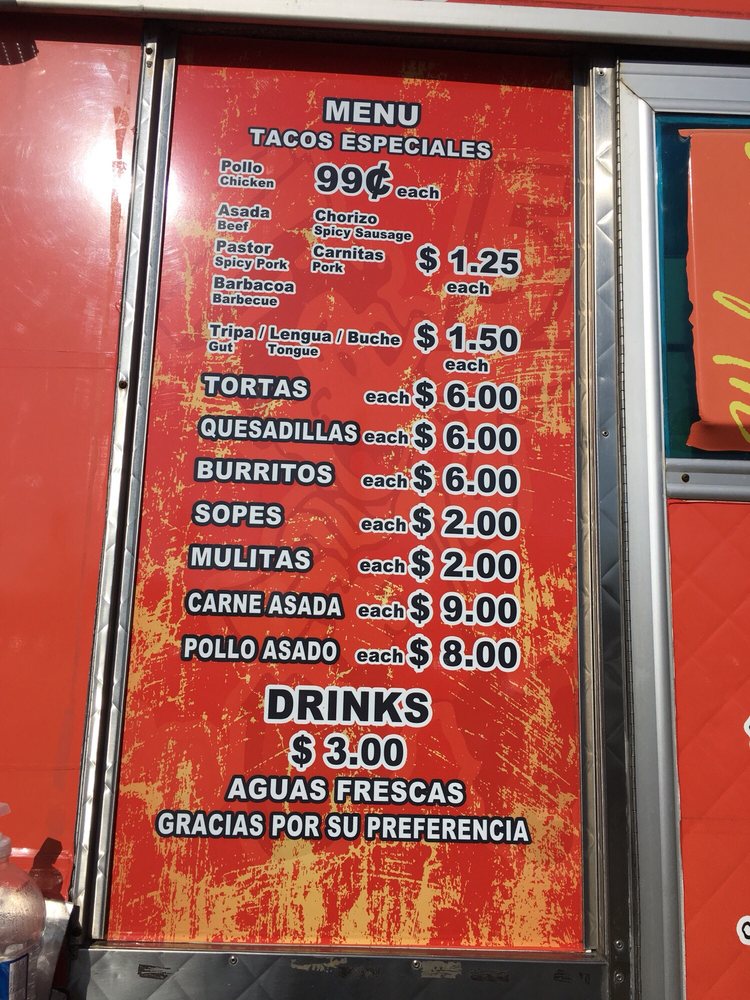 MENU
TACOS ESPECIALES
Pollo
Chicken
99¢ each
Asada
Beef
Chorizo
Spicy Sausage
Pastor
Spicy Pork
Carnitas
Pork
Barbacoa
Barbecue
$ 1.25
each
Tripa / Lengua / Buche $ 1.50
Gut Tongue
each
TORTAS each $ 6.00
QUESADILLAS each $ 6.00
BURRITOS each $ 6.00
SOPES each $ 2.00
MULITAS each $ 2.00
CARNE ASADA each $ 9.00
POLLO ASADO each $ 8.00
DRINKS
$ 3.00
AGUAS FRESCAS
GRACIAS POR SU PREFERENCIA